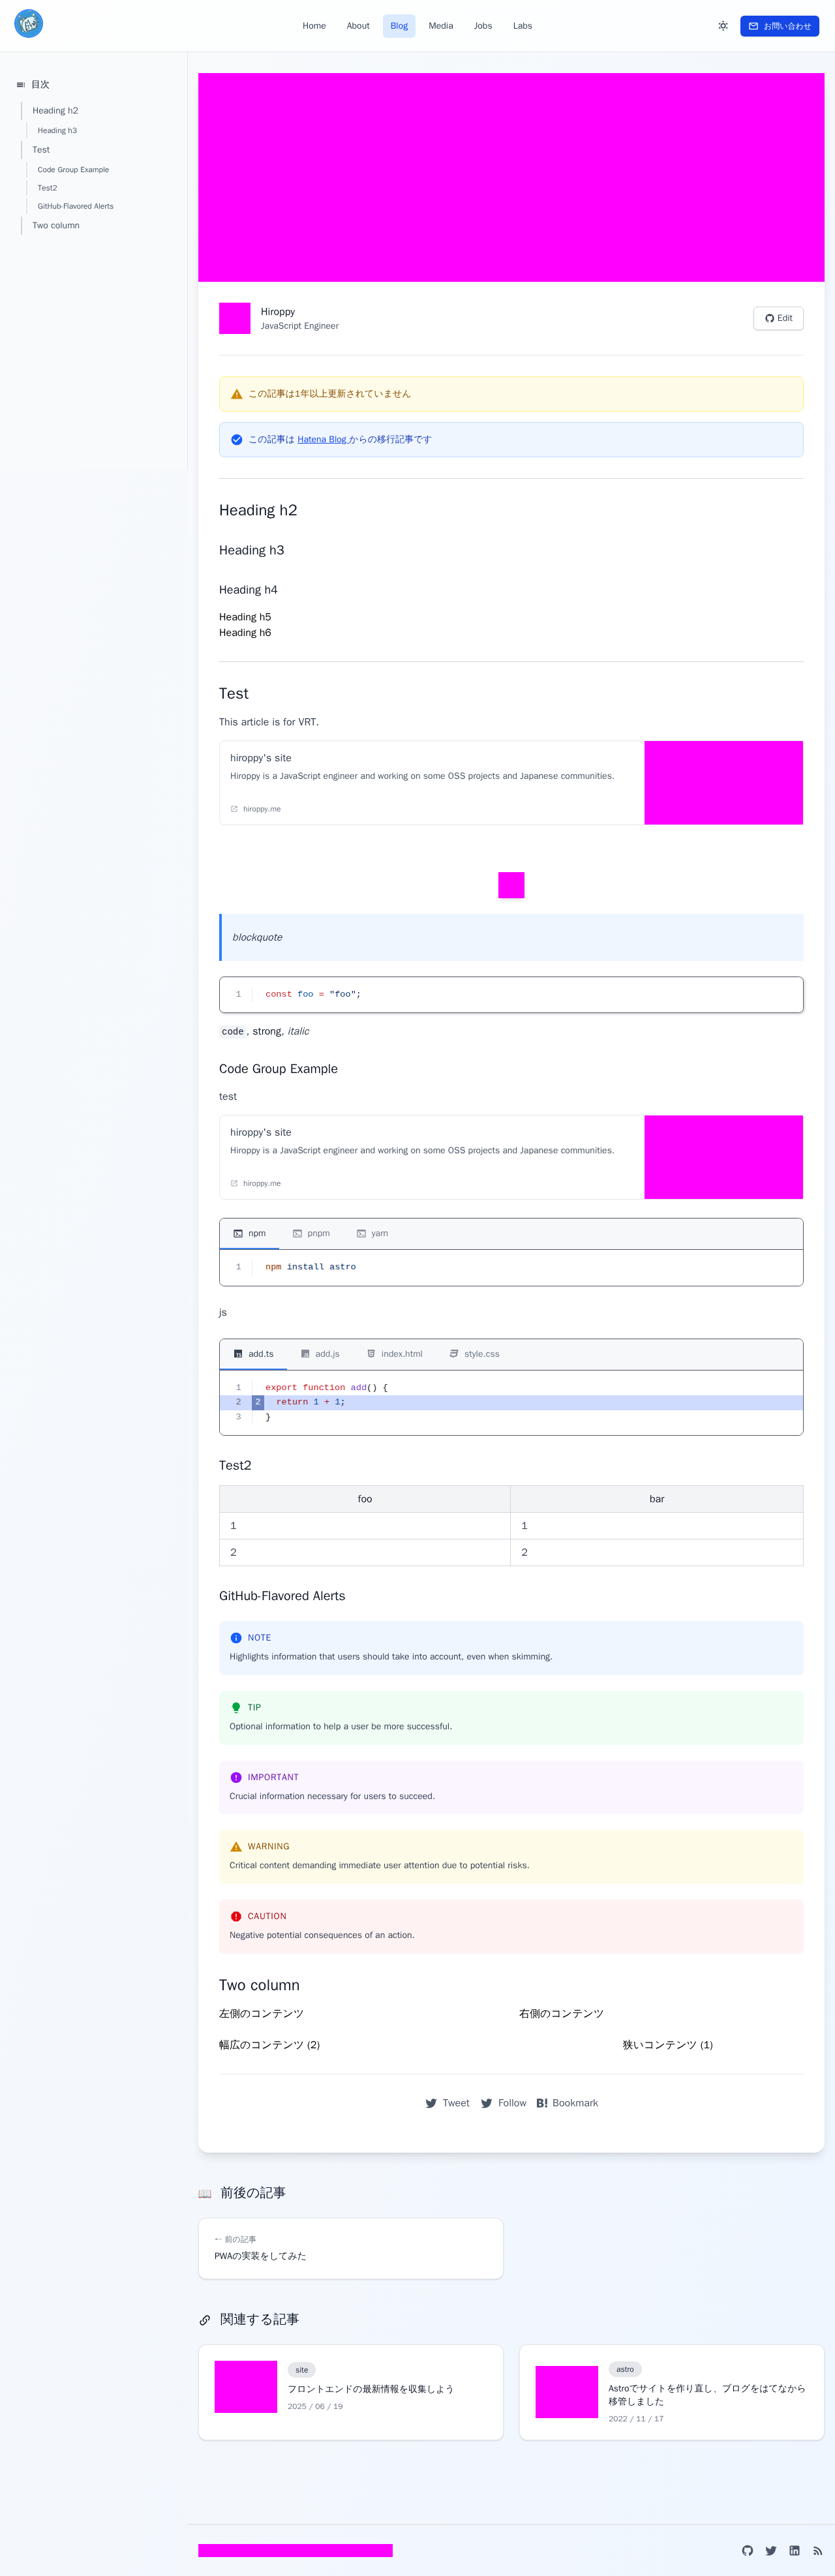 Home About Blog Media Jobs Labs お問い合わせ
目次
Heading h2
Heading h3
Test
Code Group Example
Test2
GitHub-Flavored Alerts
Two column
Hiroppy
JavaScript Engineer
Edit
この記事は1年以上更新されていません
この記事は Hatena Blog からの移行記事です
Heading h2
Heading h3
Heading h4
Heading h5
Heading h6
Test
This article is for VRT.
hiroppy's site
Hiroppy is a JavaScript engineer and working on some OSS projects and Japanese communities.
hiroppy.me
blockquote
1 const foo = "foo";
code, strong, italic
Code Group Example
test
hiroppy's site
Hiroppy is a JavaScript engineer and working on some OSS projects and Japanese communities.
hiroppy.me
npm pnpm yarn
1 npm install astro
js
add.ts add.js index.html style.css
1 export function add() {
2 2 return 1 + 1;
3 }
Test2
foo bar
1 1
2 2
GitHub-Flavored Alerts
NOTE
Highlights information that users should take into account, even when skimming.
TIP
Optional information to help a user be more successful.
IMPORTANT
Crucial information necessary for users to succeed.
WARNING
Critical content demanding immediate user attention due to potential risks.
CAUTION
Negative potential consequences of an action.
Two column
左側のコンテンツ 右側のコンテンツ
幅広のコンテンツ (2) 狭いコンテンツ (1)
Tweet Follow B! Bookmark
前後の記事
← 前の記事
PWAの実装をしてみた
関連する記事
site
フロントエンドの最新情報を収集しよう
2025 / 06 / 19
astro
Astroでサイトを作り直し、ブログをはてなから
移管しました
2022 / 11 / 17